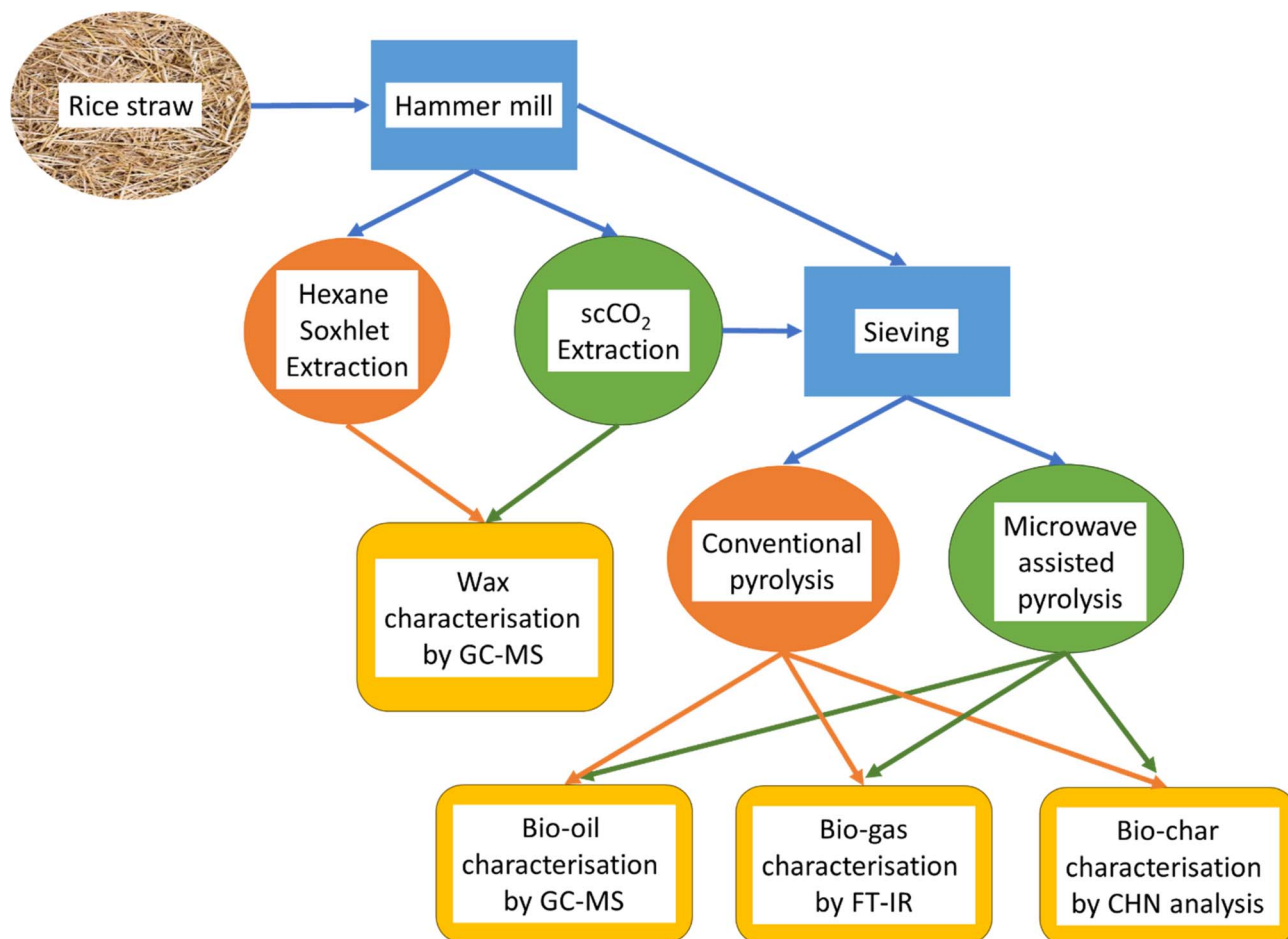 Rice straw
Hammer mill
Hexane
Soxhlet
Extraction
scCO₂
Extraction
Sieving
Conventional
pyrolysis
Microwave
assisted
pyrolysis
Wax
characterisation
by GC-MS
Bio-oil
characterisation
by GC-MS
Bio-gas
characterisation
by FT-IR
Bio-char
characterisation
by CHN analysis